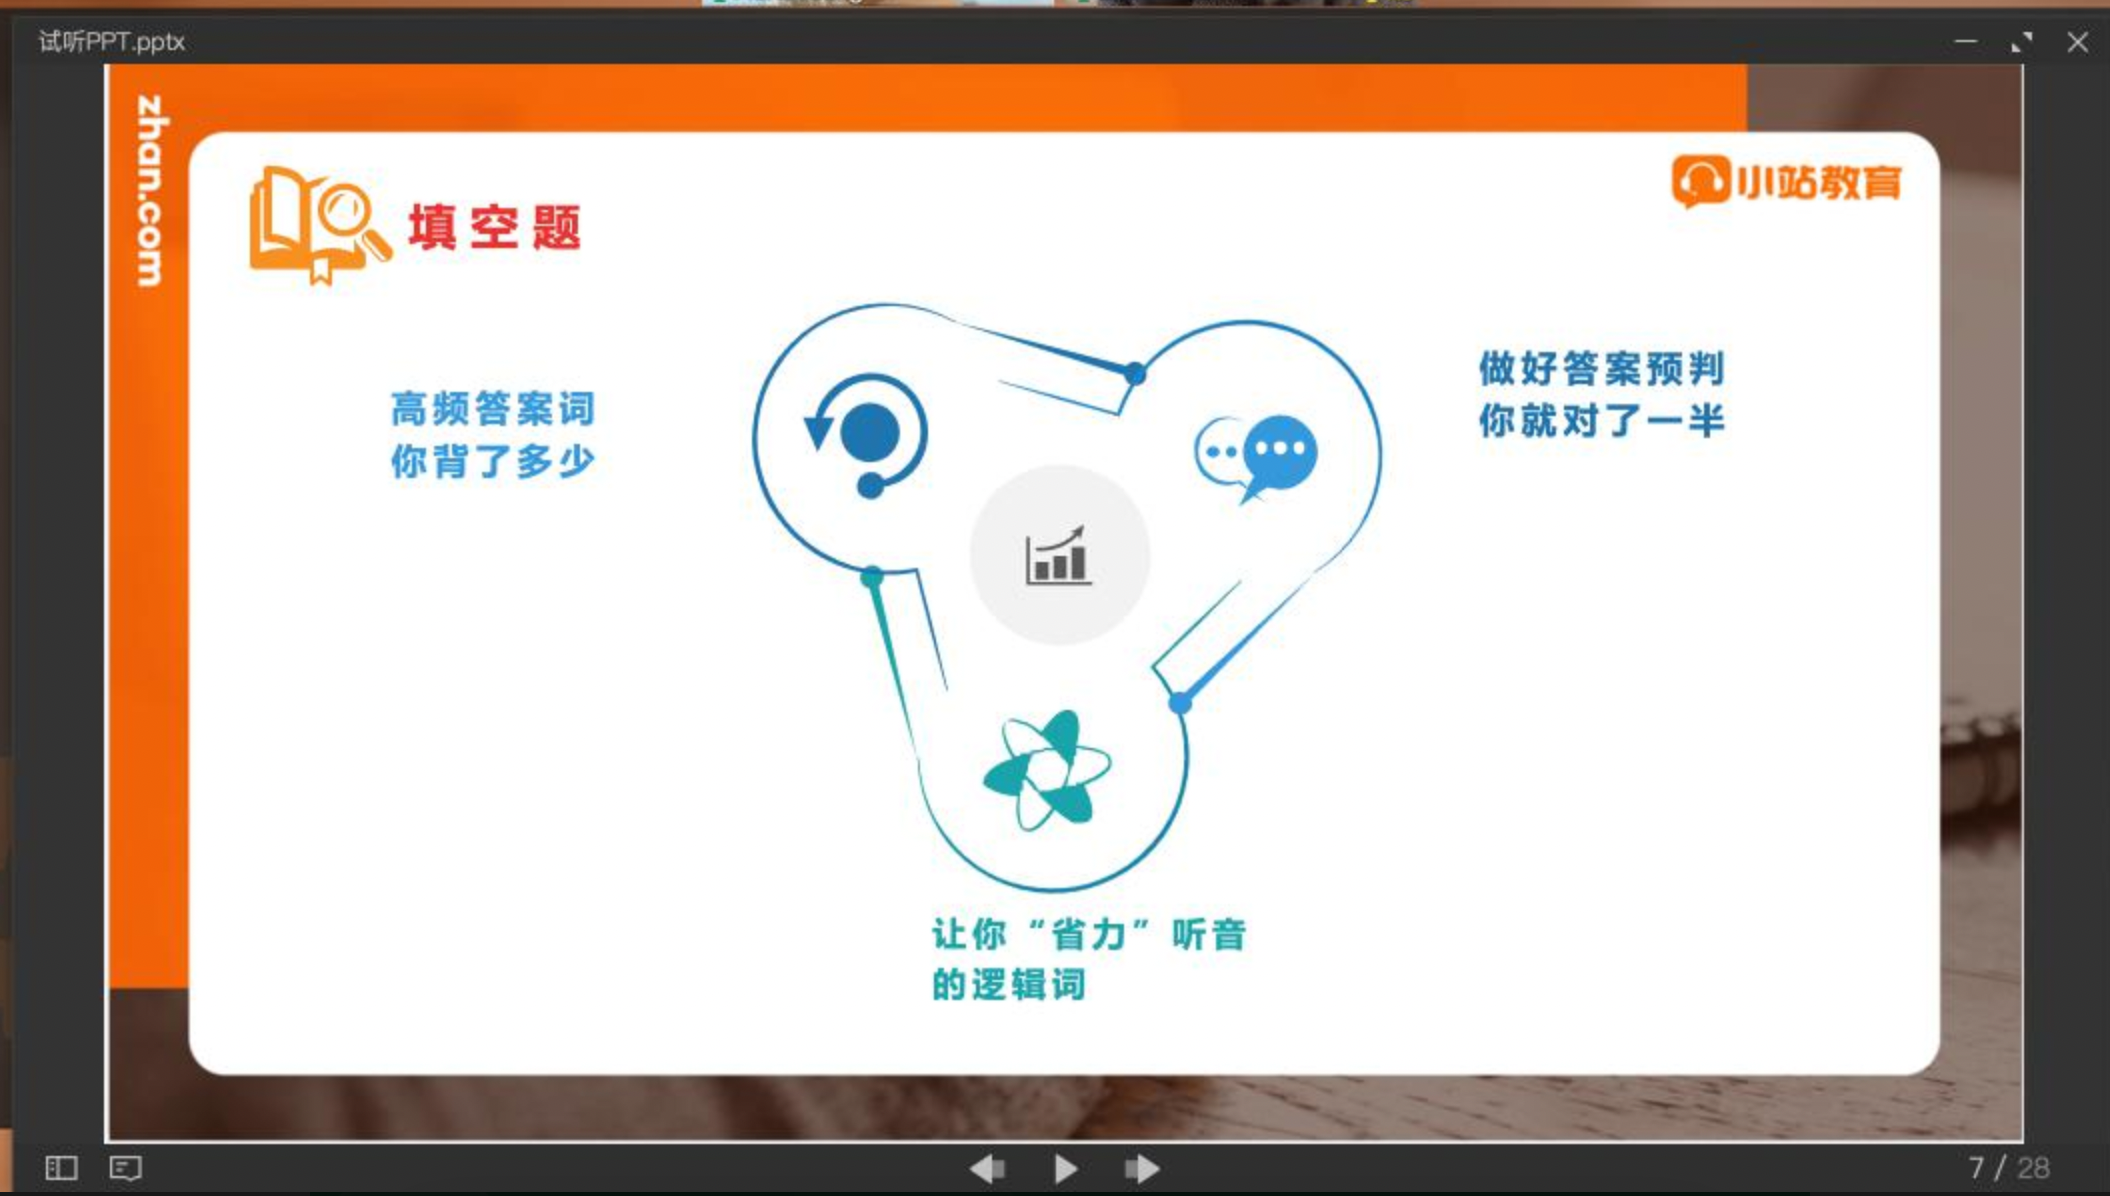 试听PPT.pptx
zhan.com
小站教育
填空题
高频答案词
你背了多少
做好答案预判
你就对了一半
让你“省力”听音
的逻辑词
7 / 28